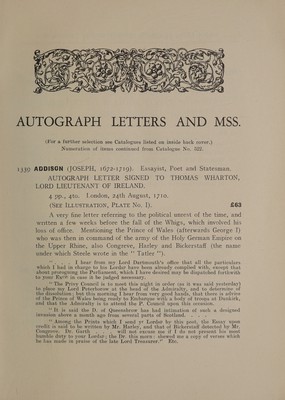 AUTOGRAPH LETTERS AND MSS.
(For a further selection see Catalogues listed on inside back cover.)
Numeration of items continued from Catalogue No. 522.
1339 ADDISON (JOSEPH, 1672-1719). Essayist, Poet and Statesman.
AUTOGRAPH LETTER SIGNED TO THOMAS WHARTON,
LORD LIEUTENANT OF IRELAND.
4 pp., 4to. London, 24th August, 1710.
(SEE ILLUSTRATION, PLATE No. I). £63
A very fine letter referring to the political unrest of the time, and
written a few weeks before the fall of the Whigs, which involved his
loss of office. Mentioning the Prince of Wales (afterwards George I)
who was then in command of the army of the Holy German Empire on
the Upper Rhine, also Congreve, Harley and Bickerstaff (the name
under which Steele wrote in the " Tatler ").
" . . . I hear from my Lord Dartmouth's office that all the particulars
which I had in charge to his Lordsp have been already complied with, except that
about proroguing the Parliament, which I have desired may be dispatched forthwith
to your Excy in case it be judged necessary.
" The Privy Council is to meet this night in order (as it was said yesterday)
to place my Lord Peterborow at the head of the Admiralty, and to determine of
the dissolution; but this morning I hear from very good hands, that there is advice
of the Prince of Wales being ready to Embarque with a body of troops at Dunkirk,
and that the Admiralty is to attend the P. Council upon this occasion.
" It is said the D. of Queensbrow has had intimation of such a designed
invasion above a month ago from several parts of Scotland. . . .
" Among the Prints which I send yr Lordsp by this post, the Essay upon
credit is said to be written by Mr. Harley, and that of Bickerstaff detected by Mr.
Congreve. Dr. Garth will not excuse me if I do not present his most
humble duty to your Lordsp; the Dr. this morn showed me a copy of verses which
he has made in praise of the late Lord Treasurer." Etc.